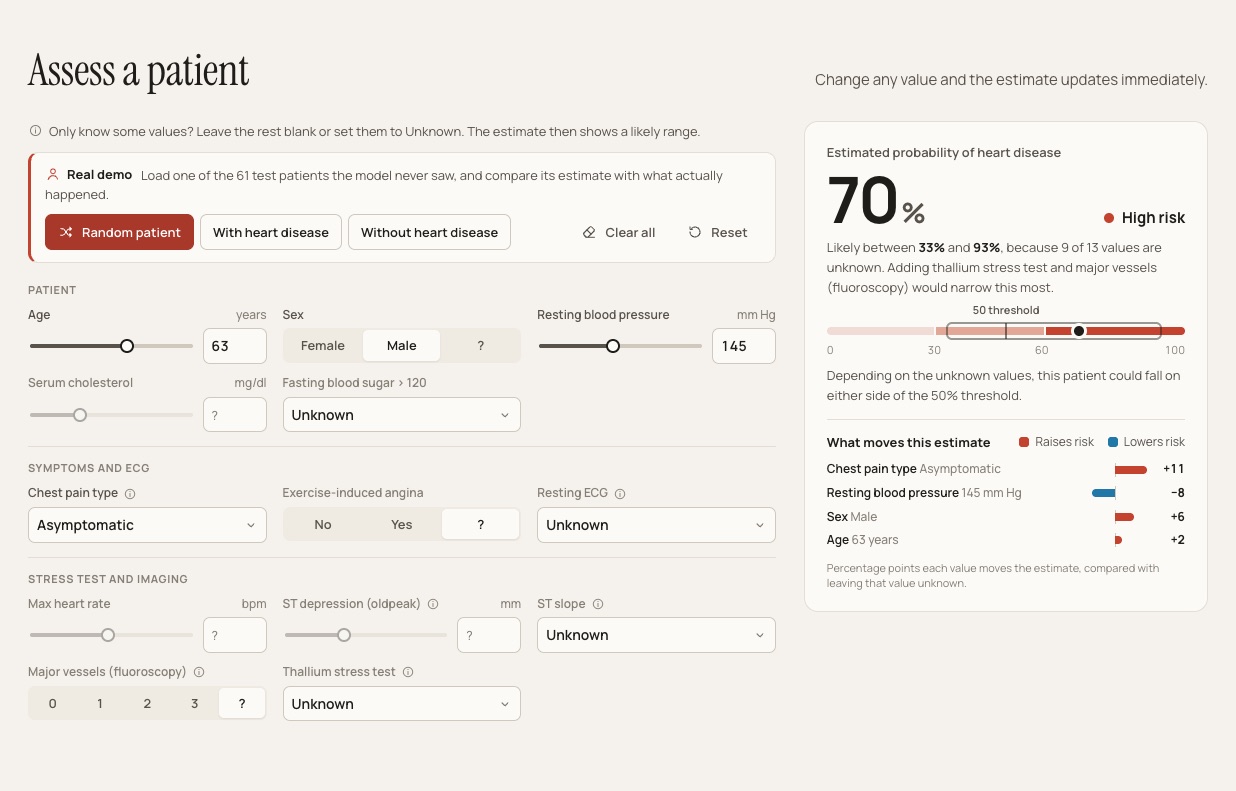 Assess a patient
Change any value and the estimate updates immediately.
Only know some values? Leave the rest blank or set them to Unknown. The estimate then shows a likely range.
Real demo Load one of the 61 test patients the model never saw, and compare its estimate with what actually
happened.
Random patient With heart disease Without heart disease Clear all Reset
PATIENT
Age years Sex Resting blood pressure mm Hg
63 Female Male ? 145
Serum cholesterol mg/dl Fasting blood sugar > 120
? Unknown
SYMPTOMS AND ECG
Chest pain type Exercise-induced angina Resting ECG
Asymptomatic No Yes ? Unknown
STRESS TEST AND IMAGING
Max heart rate bpm ST depression (oldpeak) mm ST slope
? ? Unknown
Major vessels (fluoroscopy) Thallium stress test
0 1 2 3 ? Unknown
Estimated probability of heart disease
70 % High risk
Likely between 33% and 93%, because 9 of 13 values are
unknown. Adding thallium stress test and major vessels
(fluoroscopy) would narrow this most.
50 threshold
0 30 60 100
Depending on the unknown values, this patient could fall on
either side of the 50% threshold.
What moves this estimate Raises risk Lowers risk
Chest pain type Asymptomatic +11
Resting blood pressure 145 mm Hg −8
Sex Male +6
Age 63 years +2
Percentage points each value moves the estimate, compared with
leaving that value unknown.